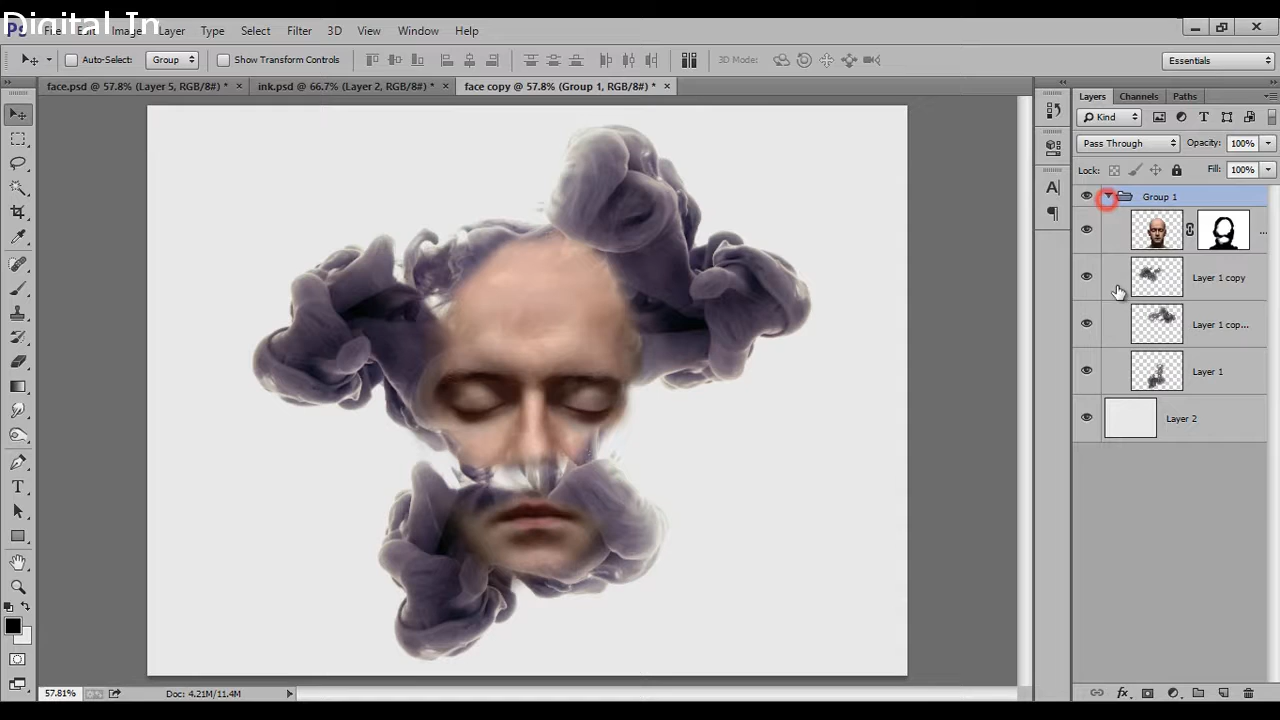 Digital In
Ps File Edit Image Layer Type Select Filter 3D View Window Help
Auto-Select: Group Show Transform Controls 3D Mode: Essentials
face.psd @ 57.8% (Layer 5, RGB/8#) * × ink.psd @ 66.7% (Layer 2, RGB/8#) * × face copy @ 57.8% (Group 1, RGB/8#) * ×
Layers Channels Paths
Kind
Pass Through Opacity: 100%
Lock: Fill: 100%
Group 1
...
Layer 1 copy
Layer 1 cop...
Layer 1
Layer 2
57.81% Doc: 4.21M/11.4M